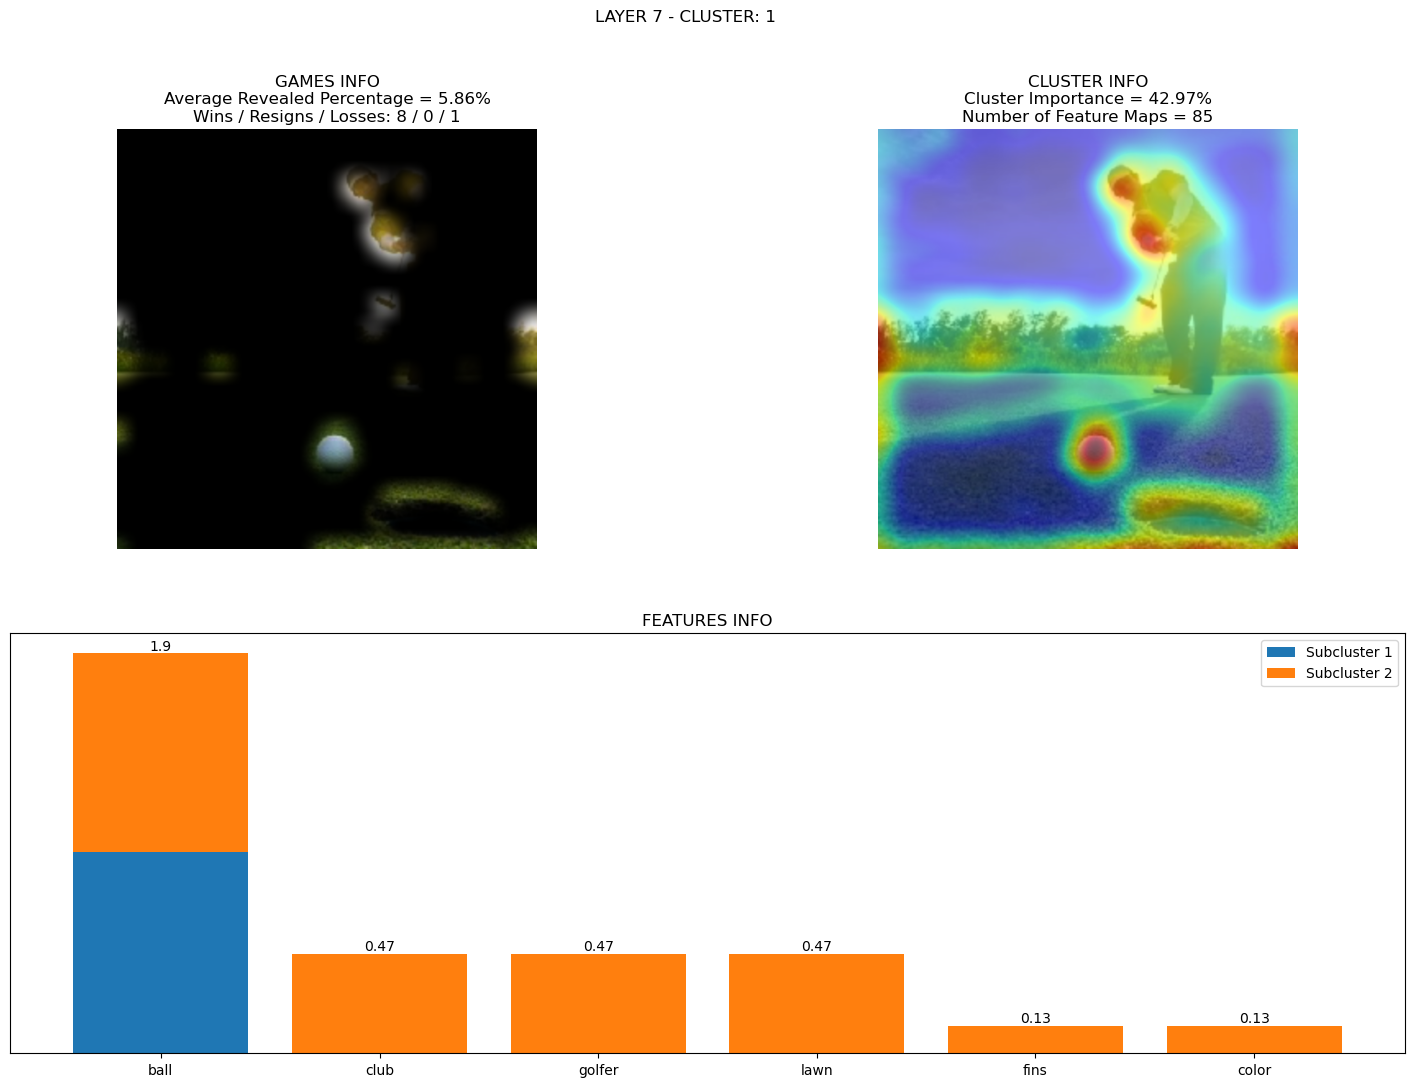 LAYER 7 - CLUSTER: 1
GAMES INFO
Average Revealed Percentage = 5.86%
Wins / Resigns / Losses: 8 / 0 / 1
CLUSTER INFO
Cluster Importance = 42.97%
Number of Feature Maps = 85
FEATURES INFO
1.9
0.47
0.47
0.47
0.13
0.13
Subcluster 1
Subcluster 2
ball
club
golfer
lawn
fins
color